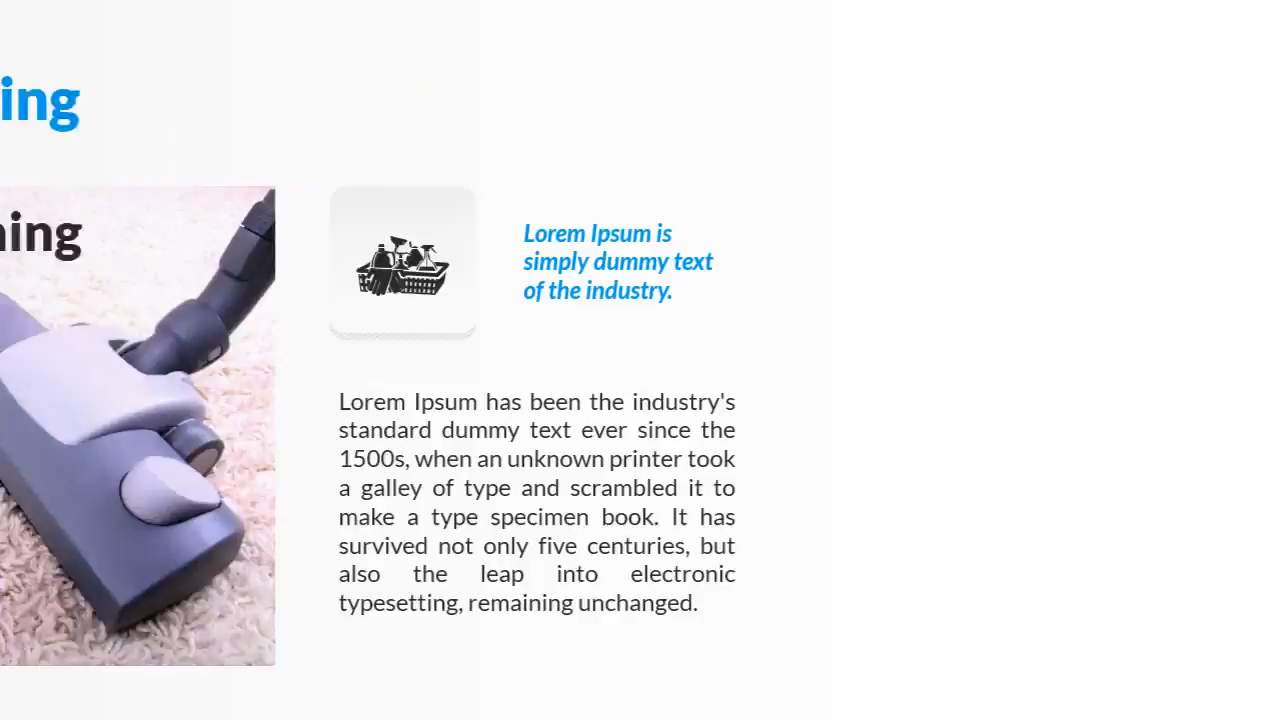 ing
ning
Lorem Ipsum is
simply dummy text
of the industry.
Lorem Ipsum has been the industry's
standard dummy text ever since the
1500s, when an unknown printer took
a galley of type and scrambled it to
make a type specimen book. It has
survived not only five centuries, but
also the leap into electronic
typesetting, remaining unchanged.